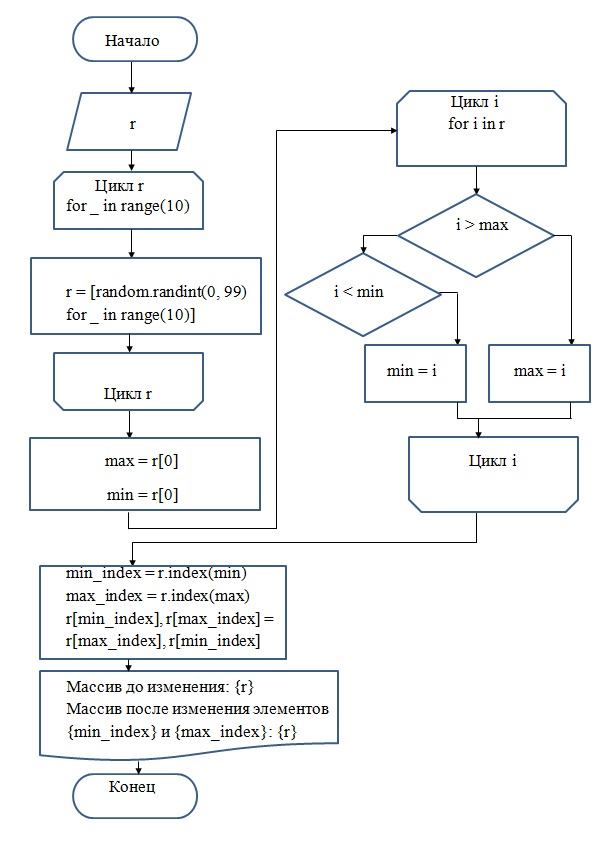 Начало
r
Цикл r
for _ in range(10)
r = [random.randint(0, 99)
for _ in range(10)]
Цикл r
max = r[0]
min = r[0]
Цикл i
for i in r
i > max
i < min
min = i
max = i
Цикл i
min_index = r.index(min)
max_index = r.index(max)
r[min_index], r[max_index] =
r[max_index], r[min_index]
Массив до изменения: {r}
Массив после изменения элементов
{min_index} и {max_index}: {r}
Конец